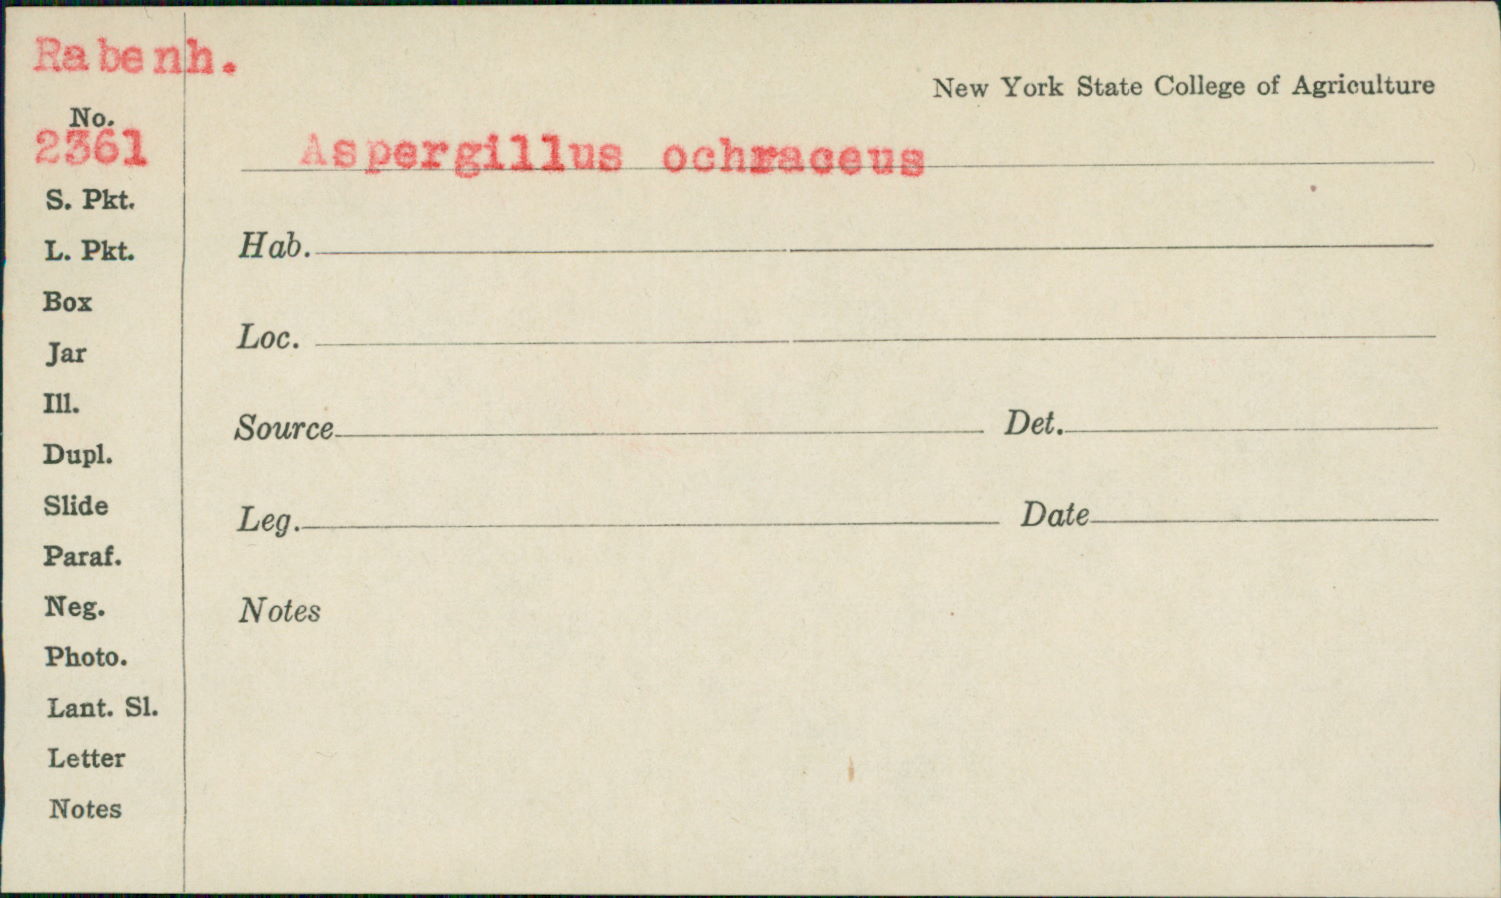 Rabenh.
New York State College of Agriculture
No.
2361
Aspergillus ochraceus
S. Pkt.
L. Pkt.
Box
Jar
Ill.
Dupl.
Slide
Paraf.
Neg.
Photo.
Lant. Sl.
Letter
Notes
Hab.
Loc.
Source Det.
Leg. Date
Notes